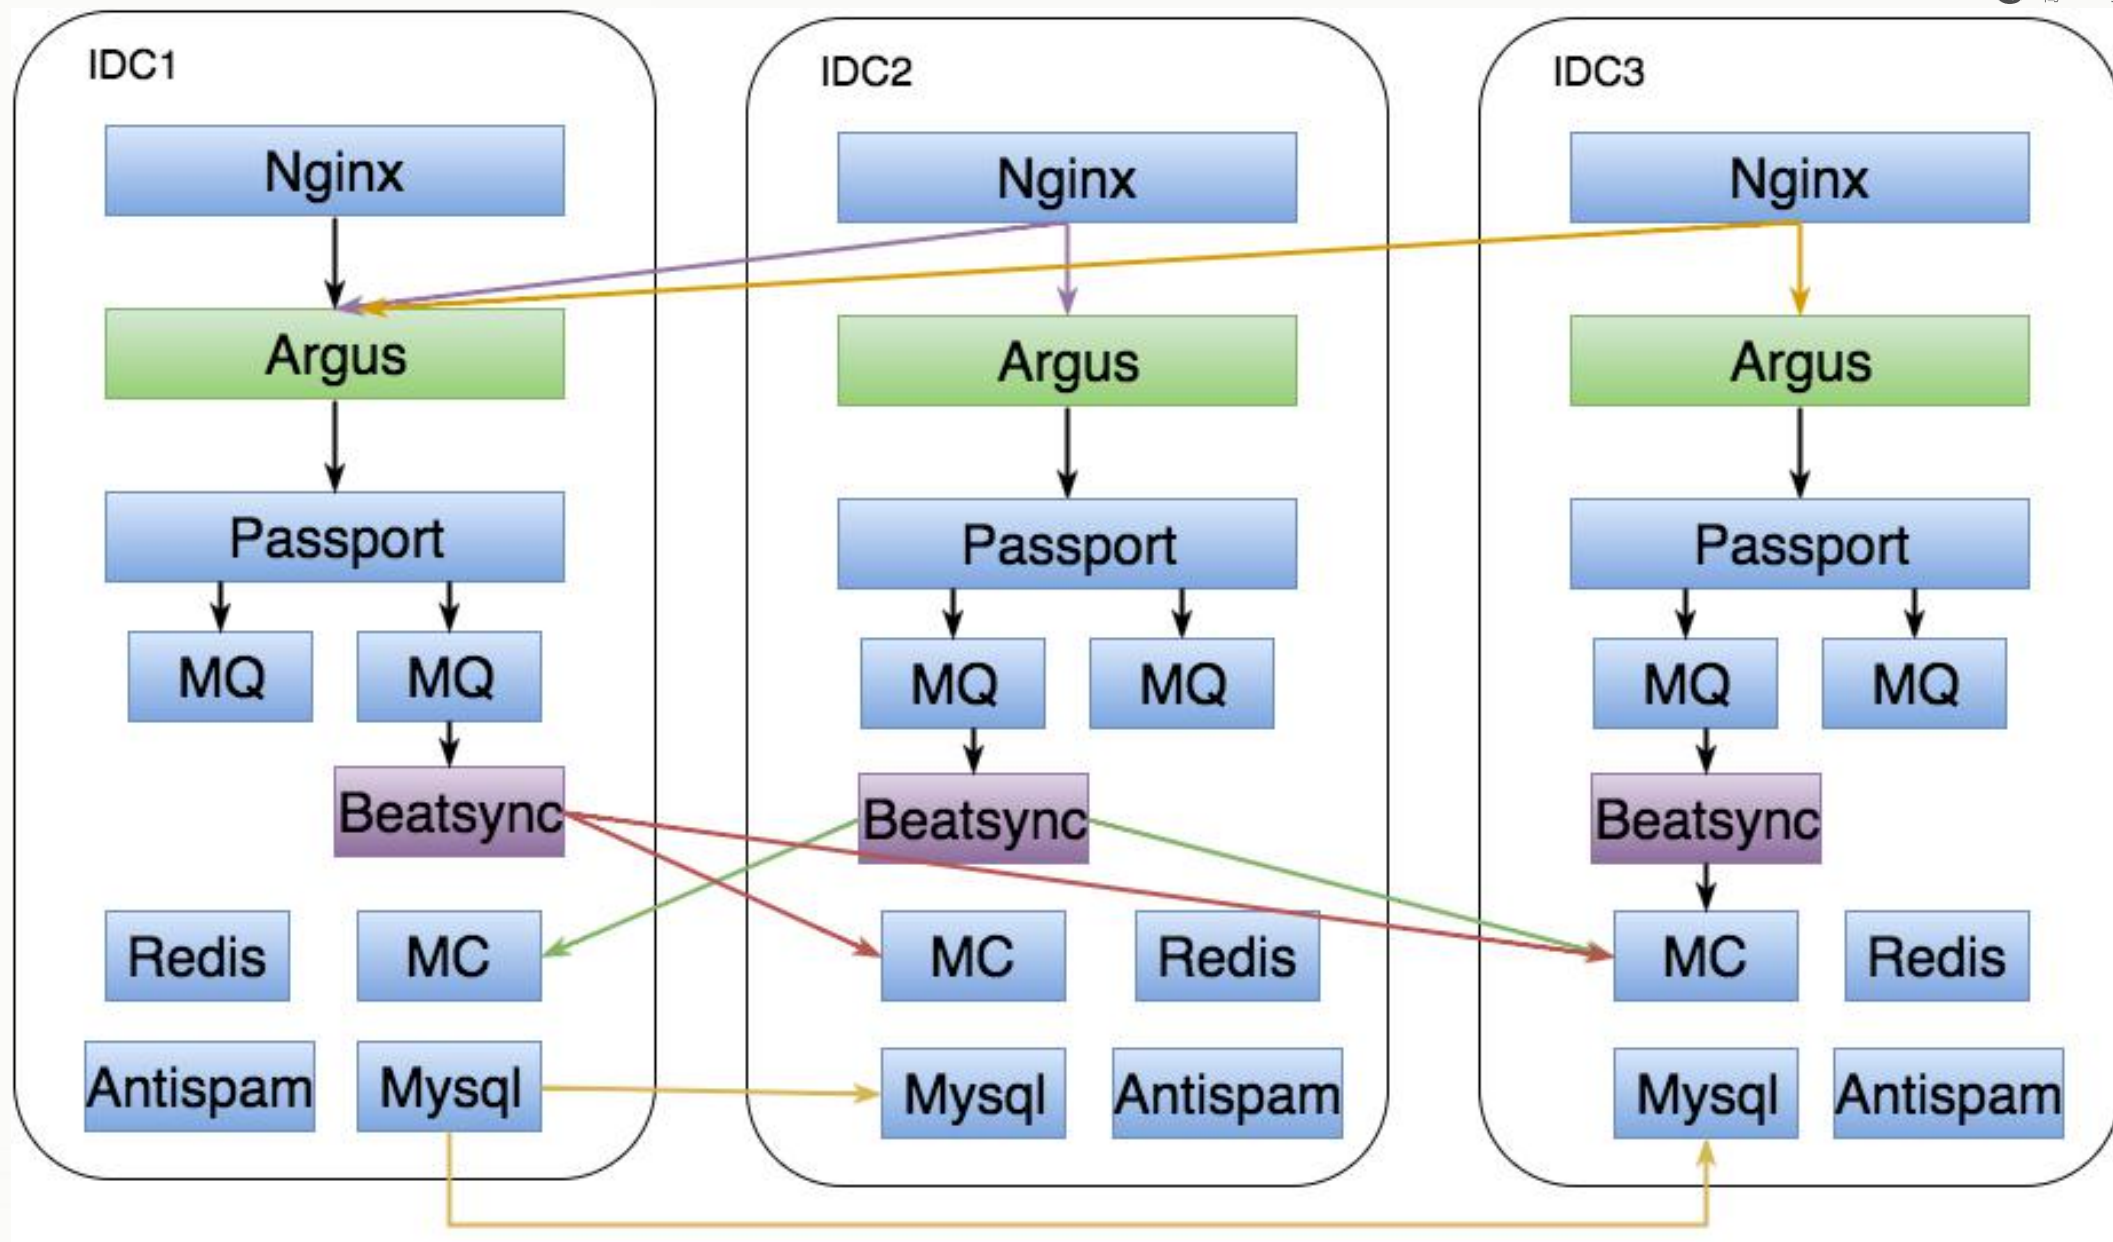 IDC1
Nginx
Argus
Passport
MQ
MQ
Beatsync
Redis
MC
Antispam
Mysql
IDC2
Nginx
Argus
Passport
MQ
MQ
Beatsync
MC
Redis
Mysql
Antispam
IDC3
Nginx
Argus
Passport
MQ
MQ
Beatsync
MC
Redis
Mysql
Antispam